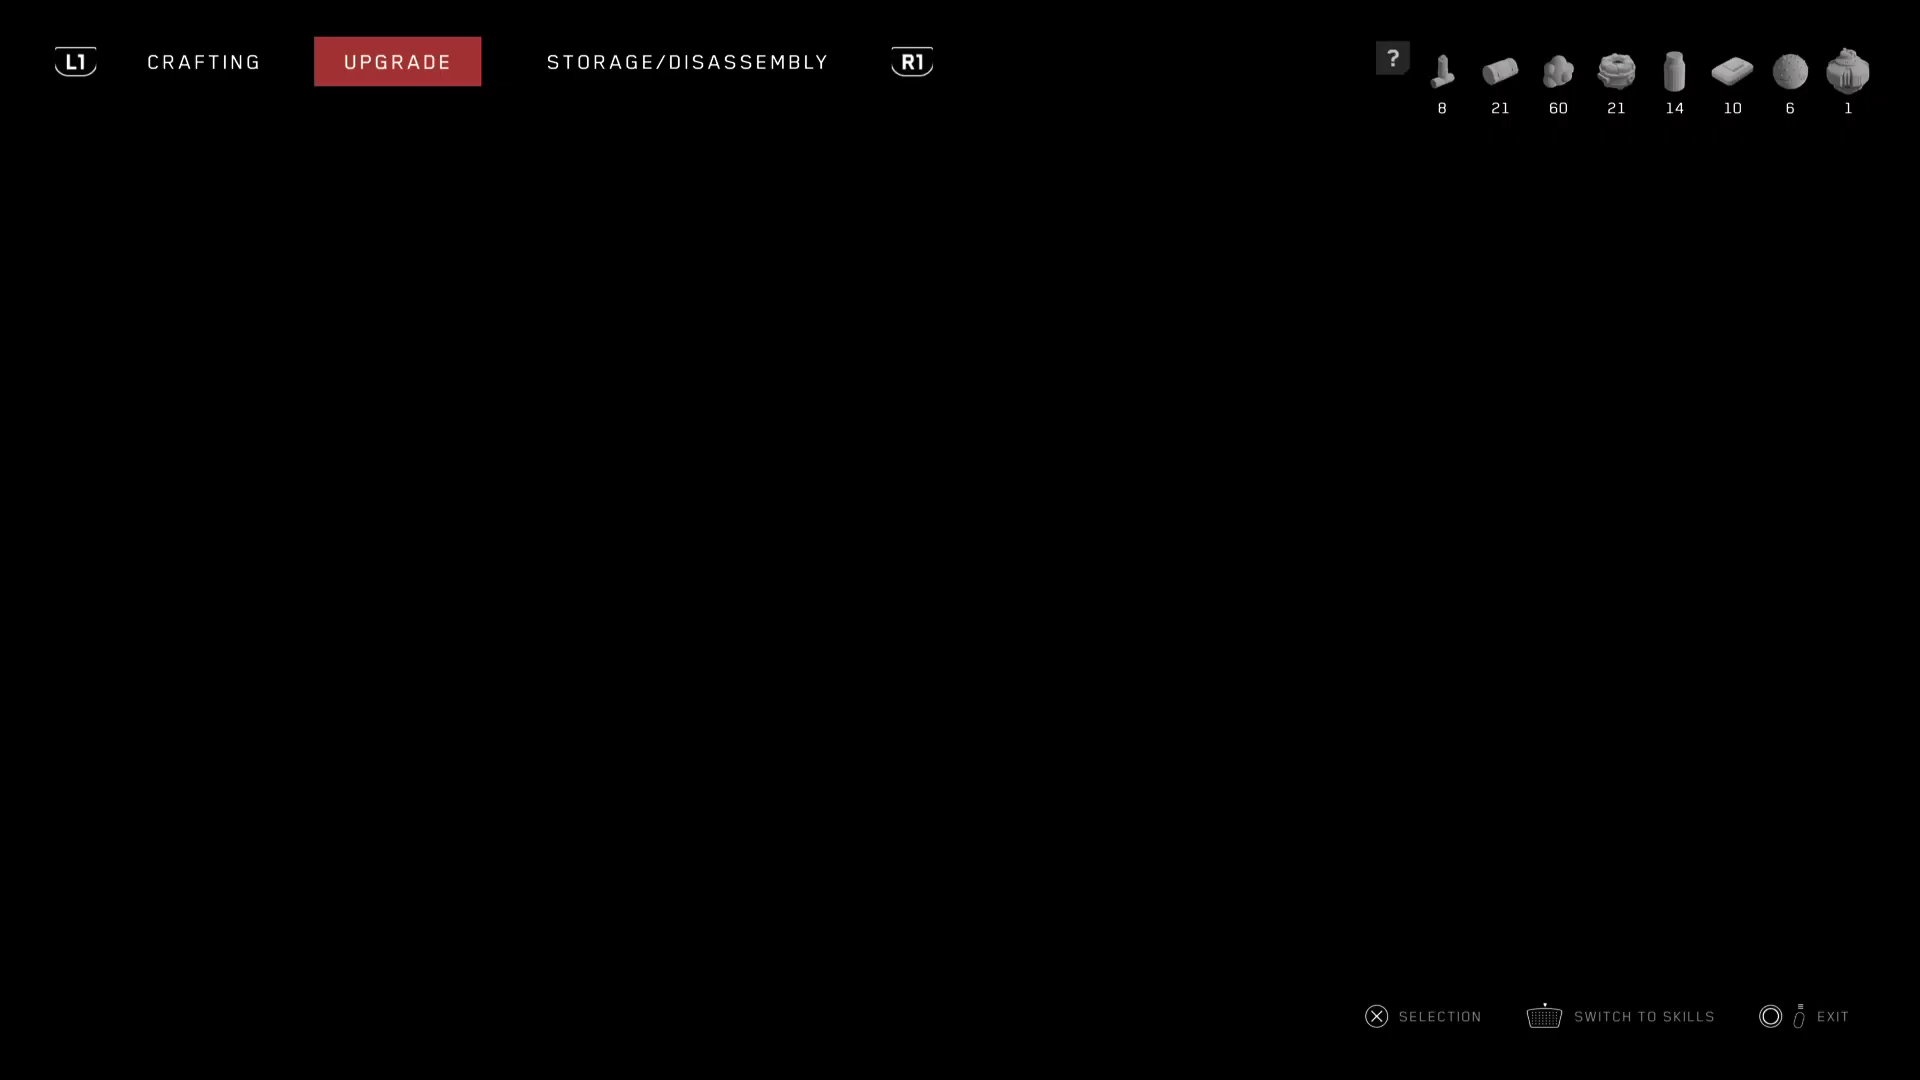 L1 CRAFTING UPGRADE STORAGE/DISASSEMBLY R1 ?
8 21 60 21 14 10 6 1
SELECTION SWITCH TO SKILLS EXIT